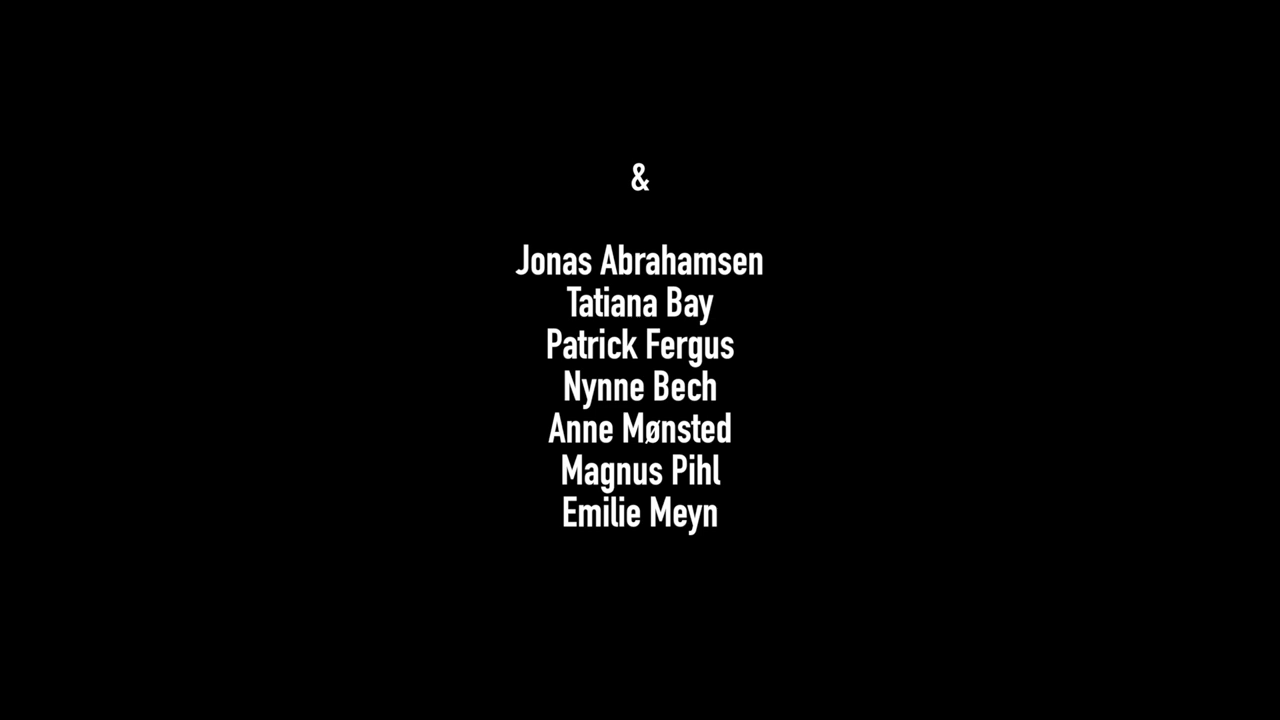 &
Jonas Abrahamsen
Tatiana Bay
Patrick Fergus
Nynne Bech
Anne Mønsted
Magnus Pihl
Emilie Meyn